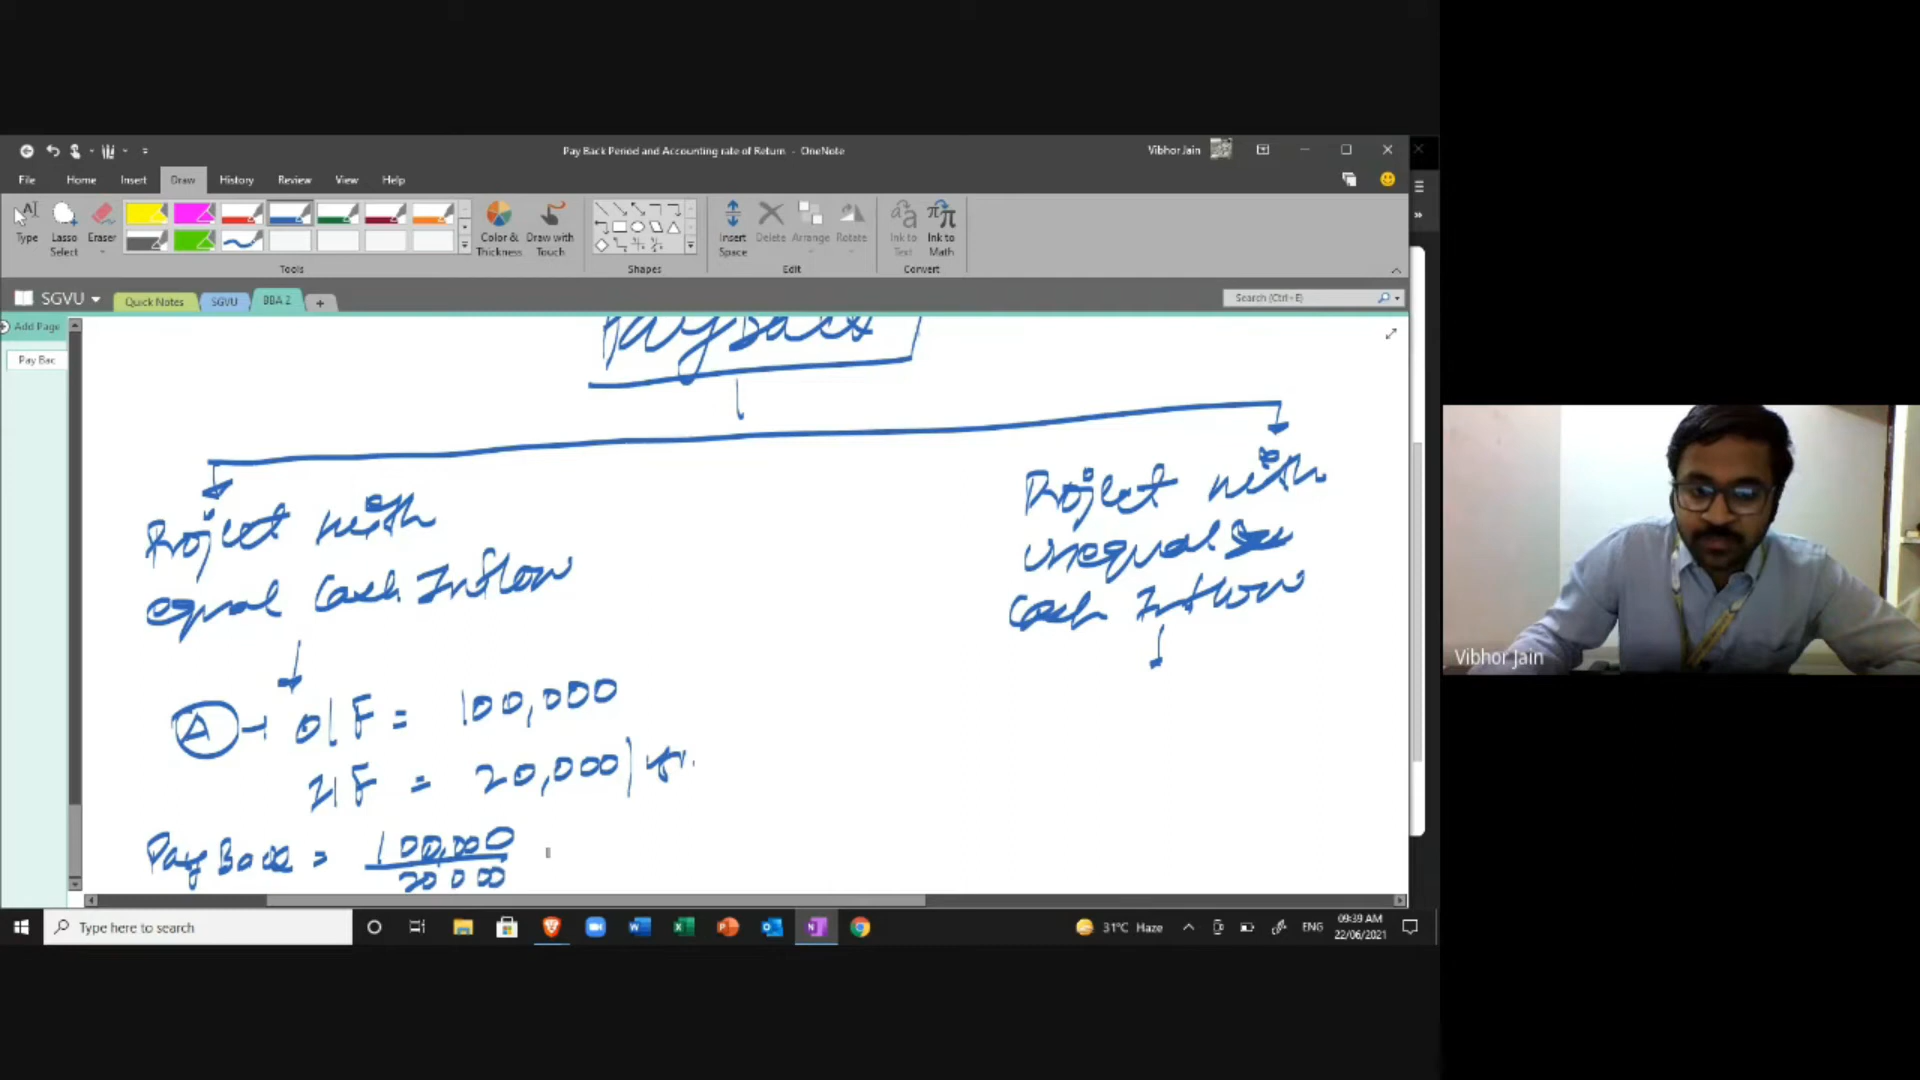 Pay Back Period and Accounting rate of Return - OneNote
Vibhor Jain
File Home Insert Draw History Review View Help
Type
Lasso Select
Eraser
Color & Thickness
Draw with Touch
Insert Space
Delete
Arrange
Rotate
Ink to Text
Ink to Math
Tools
Shapes
Edit
Convert
SGVU
Quick Notes
SGVU
BBA 2
Search (Ctrl+E)
Add Page
Pay Bac
PayBack
Project with
equal Cash Inflow
Project with
unequal
Cash Inflow
A → O/F = 100,000
I/F = 20,000/yr.
Pay Back = 100,000
20 000
Vibhor Jain
Type here to search
31°C Haze
ENG
09:39 AM
22/06/2021